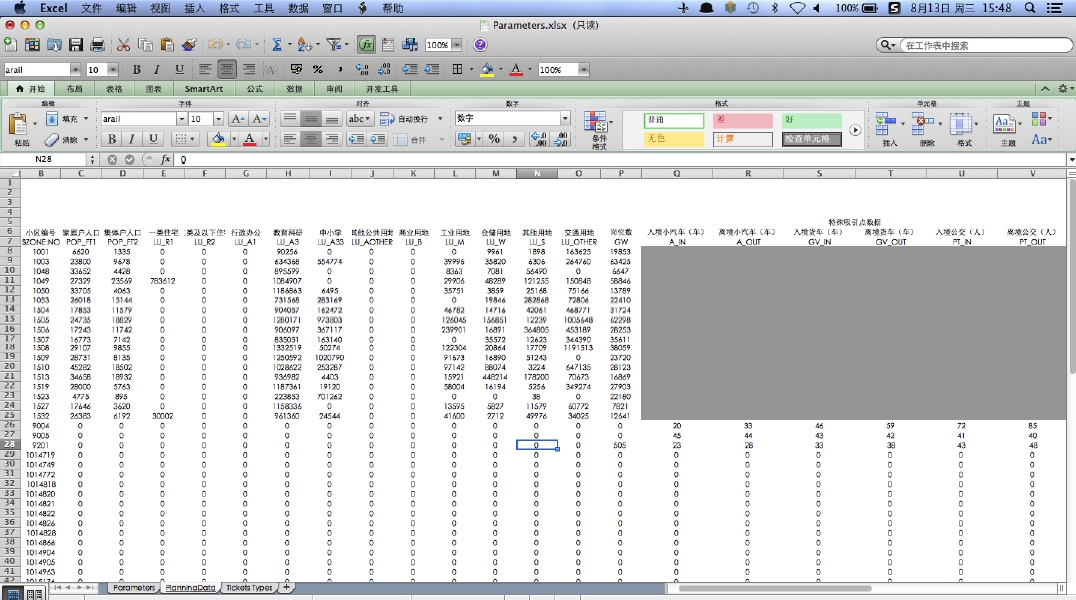 Excel 文件 编辑 视图 插入 格式 工具 数据 窗口 帮助 100% 8月13日 周三 15:48
Parameters.xlsx (只读)
100% 在工作表中搜索
arail 10 B I U 100%
开始 布局 表格 图表 SmartArt 公式 数据 审阅 开发工具
编辑 字体 对齐 数字 格式 单元格 主题
填充 arail 10 abc 自动换行 数字 普通 差 好
粘贴 清除 B I U 合并 条件格式 无色 计算 检查单元格 插入 删除 格式 主题 Aa
N28 fx 0
B C D E F G H I J K L M N O P Q R S T U V
1
2
3
4
5 特殊吸引点数据
6 小区编号 家庭户人口 集体户人口 一类住宅 二类及以下住 行政办公 教育科研 中小学 其他公共用地 商业用地 工业用地 仓储用地 其他用地 交通用地 岗位数 入境小汽车（车） 离境小汽车（车） 入境货车（车） 离境货车（车） 入境公交（人） 离境公交（人）
7 $ZONE:NO POP_FT1 POP_FT2 LU_R1 LU_R2 LU_A1 LU_A3 LU_A33 LU_AOTHER LU_B LU_M LU_W LU_S LU_OTHER GW A_IN A_OUT GV_IN GV_OUT PT_IN PT_OUT
8 1001 6620 1335 0 0 0 90256 0 0 0 0 9961 1898 163625 19853
9 1003 23800 9678 0 0 0 634368 554774 0 0 39996 35820 6306 264760 63425
10 1048 33652 4428 0 0 0 895599 0 0 0 8363 7081 56490 0 6647
11 1049 27329 23569 783612 0 0 1084907 0 0 0 29906 48289 121255 150848 58846
12 1050 33705 4063 0 0 0 1186863 6495 0 0 35751 3859 25168 75166 13789
13 1053 26018 15144 0 0 0 731568 283169 0 0 0 19846 282868 72806 22410
14 1504 17853 11579 0 0 0 904057 162472 0 0 46782 14716 42061 468771 31724
15 1505 24735 18829 0 0 0 1280171 973803 0 0 126045 156851 12239 1005648 62298
16 1506 17243 11742 0 0 0 906097 367117 0 0 239901 16891 364805 453189 28253
17 1507 16773 7142 0 0 0 835051 163140 0 0 0 35572 12623 344390 35611
18 1508 29107 9855 0 0 0 1332519 50274 0 0 122304 20864 17709 1191513 38059
19 1509 28731 8135 0 0 0 1250592 1020790 0 0 91673 16890 51243 0 23720
20 1510 45282 18502 0 0 0 1028622 253287 0 0 97142 88074 3224 647135 28123
21 1513 34658 18932 0 0 0 936982 4403 0 0 15921 448214 178200 70673 16869
22 1519 28000 5763 0 0 0 1187361 19120 0 0 58004 16194 5256 349274 27903
23 1523 4775 895 0 0 0 223853 701262 0 0 0 0 38 0 22180
24 1527 17646 3620 0 0 0 1158336 0 0 0 13595 5827 11579 60772 7821
25 1532 26383 6192 30002 0 0 961360 24544 0 0 41600 2712 49976 34025 12641
26 9004 0 0 0 0 0 0 0 0 0 0 0 0 0 0 20 33 46 59 72 85
27 9005 0 0 0 0 0 0 0 0 0 0 0 0 0 0 45 44 43 42 41 40
28 9201 0 0 0 0 0 0 0 0 0 0 0 0 0 505 23 28 33 38 43 48
29 1014719 0 0 0 0 0 0 0 0 0 0 0 0 0 0 0 0 0 0 0 0
30 1014749 0 0 0 0 0 0 0 0 0 0 0 0 0 0 0 0 0 0 0 0
31 1014772 0 0 0 0 0 0 0 0 0 0 0 0 0 0 0 0 0 0 0 0
32 1014818 0 0 0 0 0 0 0 0 0 0 0 0 0 0 0 0 0 0 0 0
33 1014820 0 0 0 0 0 0 0 0 0 0 0 0 0 0 0 0 0 0 0 0
34 1014821 0 0 0 0 0 0 0 0 0 0 0 0 0 0 0 0 0 0 0 0
35 1014822 0 0 0 0 0 0 0 0 0 0 0 0 0 0 0 0 0 0 0 0
36 1014826 0 0 0 0 0 0 0 0 0 0 0 0 0 0 0 0 0 0 0 0
37 1014828 0 0 0 0 0 0 0 0 0 0 0 0 0 0 0 0 0 0 0 0
38 1014866 0 0 0 0 0 0 0 0 0 0 0 0 0 0 0 0 0 0 0 0
39 1014904 0 0 0 0 0 0 0 0 0 0 0 0 0 0 0 0 0 0 0 0
40 1014905 0 0 0 0 0 0 0 0 0 0 0 0 0 0 0 0 0 0 0 0
41 1014963 0 0 0 0 0 0 0 0 0 0 0 0 0 0 0 0 0 0 0 0
42
Parameters PlanningData Tickets Types +